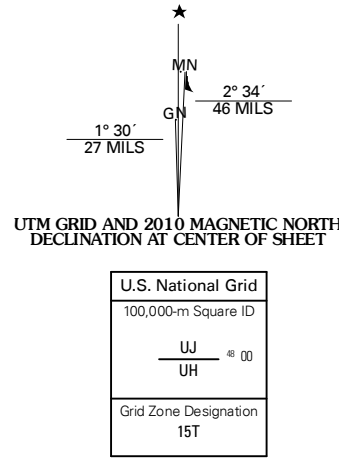 ★
MN
GN
2° 34´
46 MILS
1° 30´
27 MILS
UTM GRID AND 2010 MAGNETIC NORTH
DECLINATION AT CENTER OF SHEET
U.S. National Grid
100,000-m Square ID
UJ
48 00
UH
Grid Zone Designation
15T